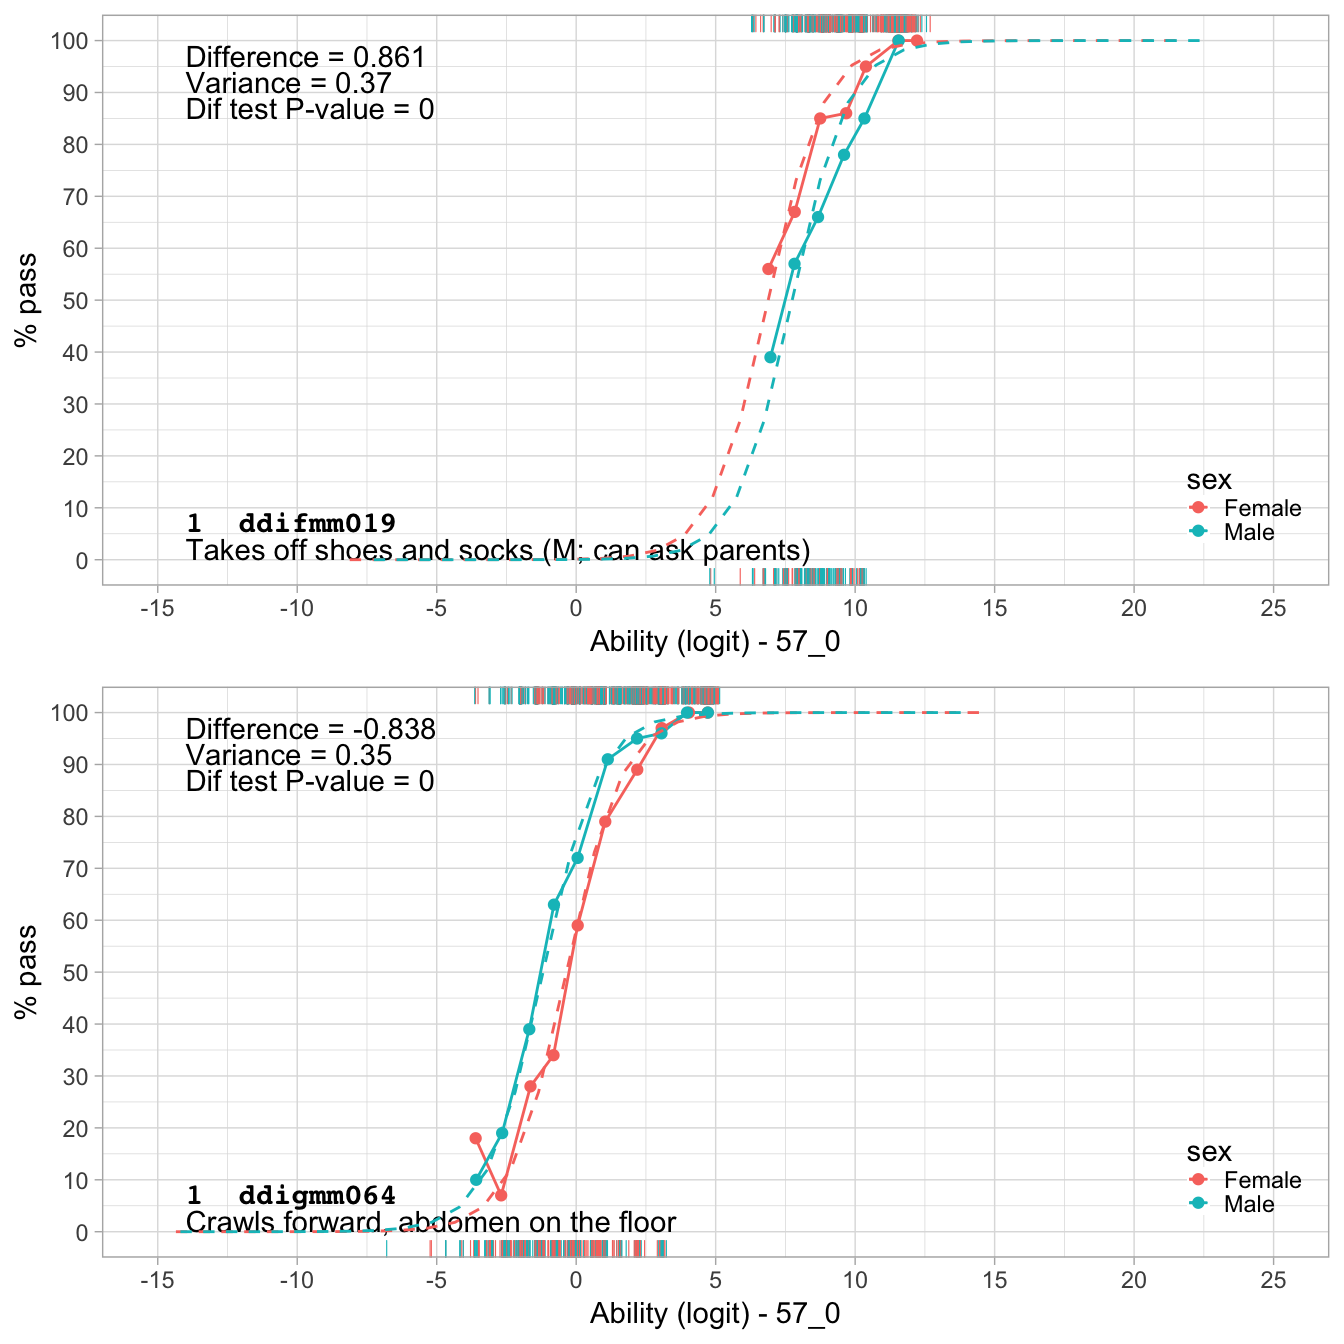 100
90
80
70
60
50
40
30
20
10
0
% pass
Difference = 0.861
Variance = 0.37
Dif test P-value = 0
1 ddifmm019
Takes off shoes and socks (M; can ask parents)
sex
Female
Male
-15 -10 -5 0 5 10 15 20 25
Ability (logit) - 57_0
100
90
80
70
60
50
40
30
20
10
0
% pass
Difference = -0.838
Variance = 0.35
Dif test P-value = 0
1 ddigmm064
Crawls forward, abdomen on the floor
sex
Female
Male
-15 -10 -5 0 5 10 15 20 25
Ability (logit) - 57_0